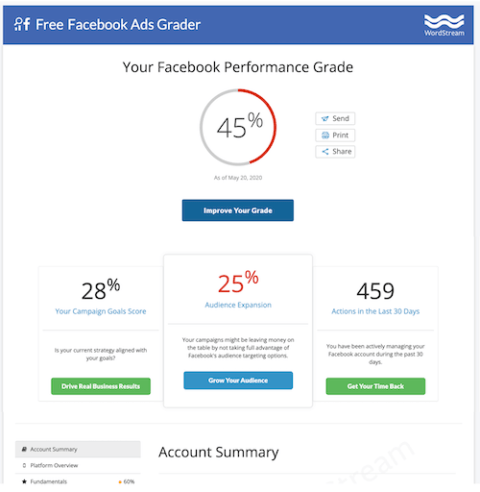 Free Facebook Ads Grader
WordStream
Your Facebook Performance Grade
45%
Send
Print
Share
As of May 20, 2020
Improve Your Grade
28%
Your Campaign Goals Score
Is your current strategy aligned with
your goals?
Drive Real Business Results
25%
Audience Expansion
Your campaigns might be leaving money on
the table by not taking full advantage of
Facebook's audience targeting options.
Grow Your Audience
459
Actions in the Last 30 Days
You have been actively managing your
Facebook account during the past 30
days.
Get Your Time Back
Account Summary
Platform Overview
Fundamentals 60%
Account Summary